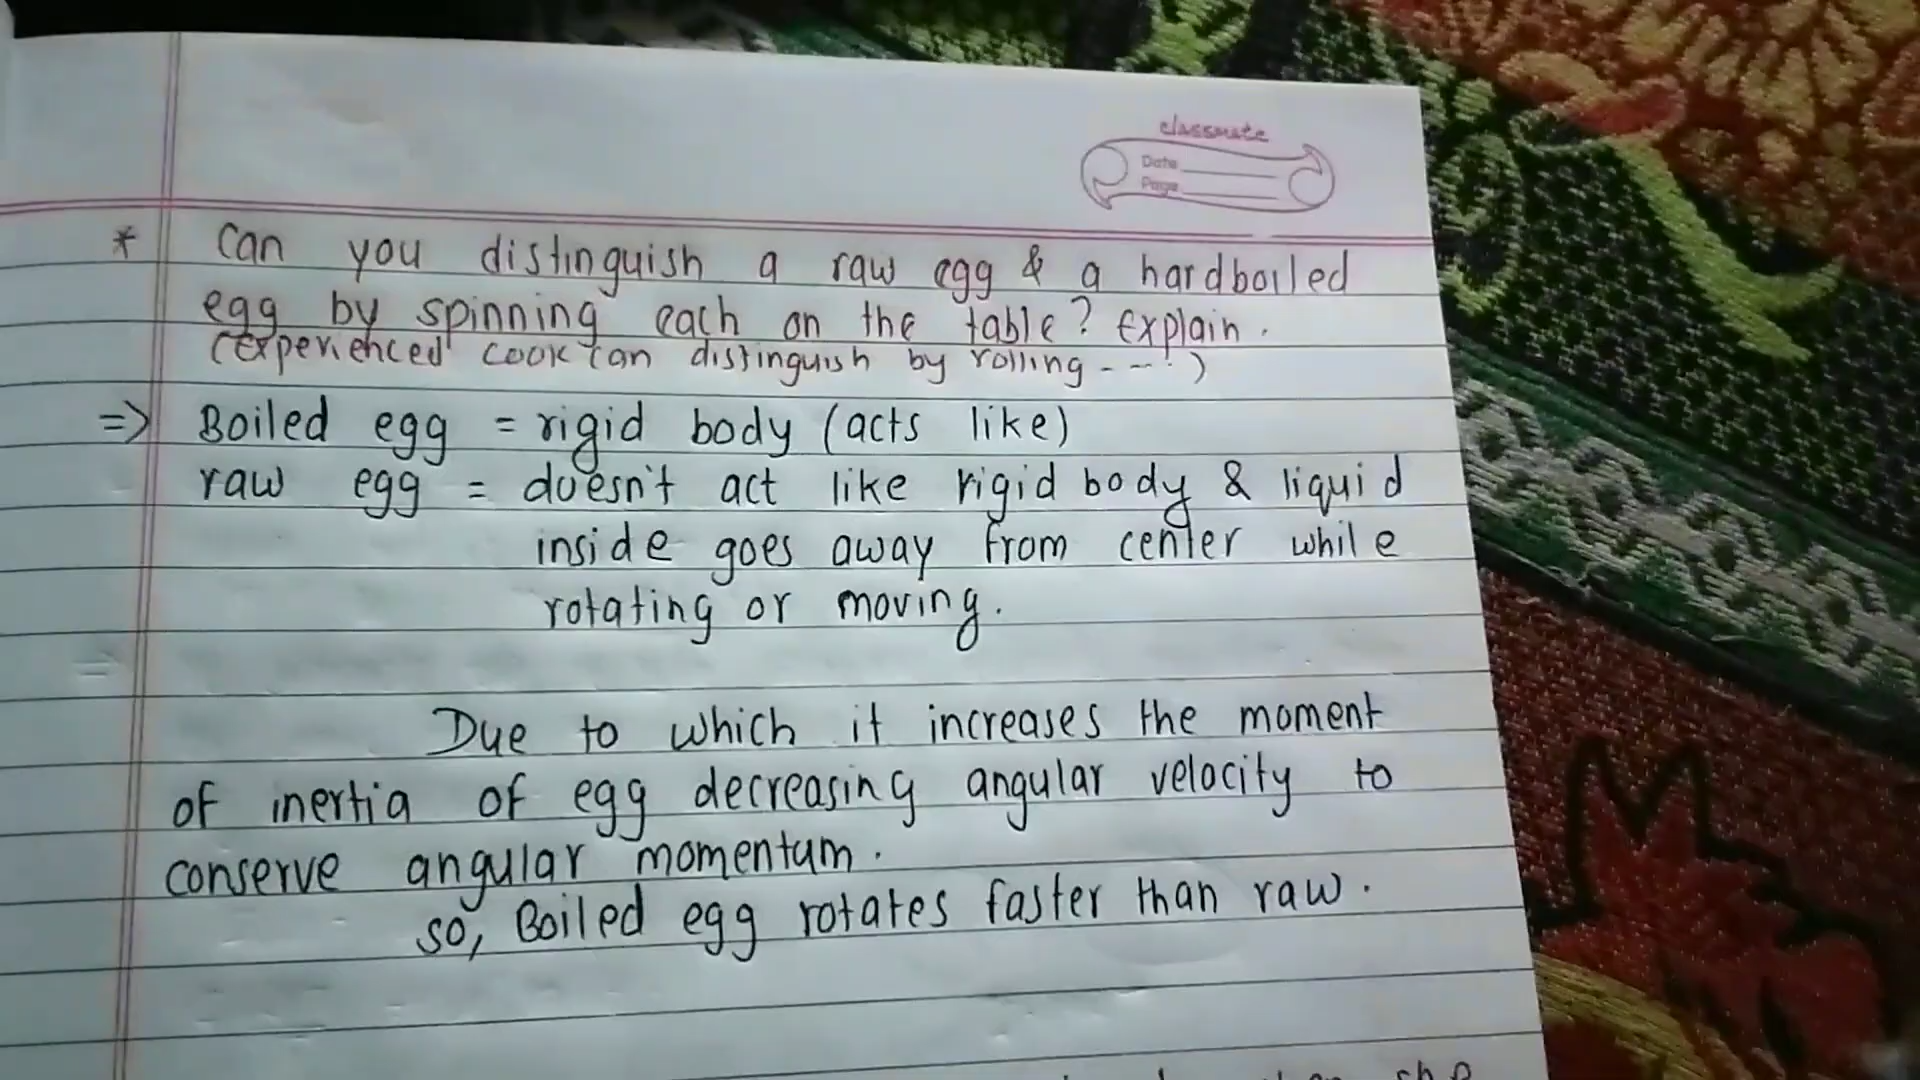 classmate
Date
Page
* Can you distinguish a raw egg & a hardboiled
egg by spinning each on the table? Explain.
(Experienced cook can distinguish by rolling ---?)
=> Boiled egg = rigid body (acts like)
raw egg = doesn't act like rigid body & liquid
inside goes away from center while
rotating or moving.
Due to which it increases the moment
of inertia of egg decreasing angular velocity to
conserve angular momentum.
so, Boiled egg rotates faster than raw.